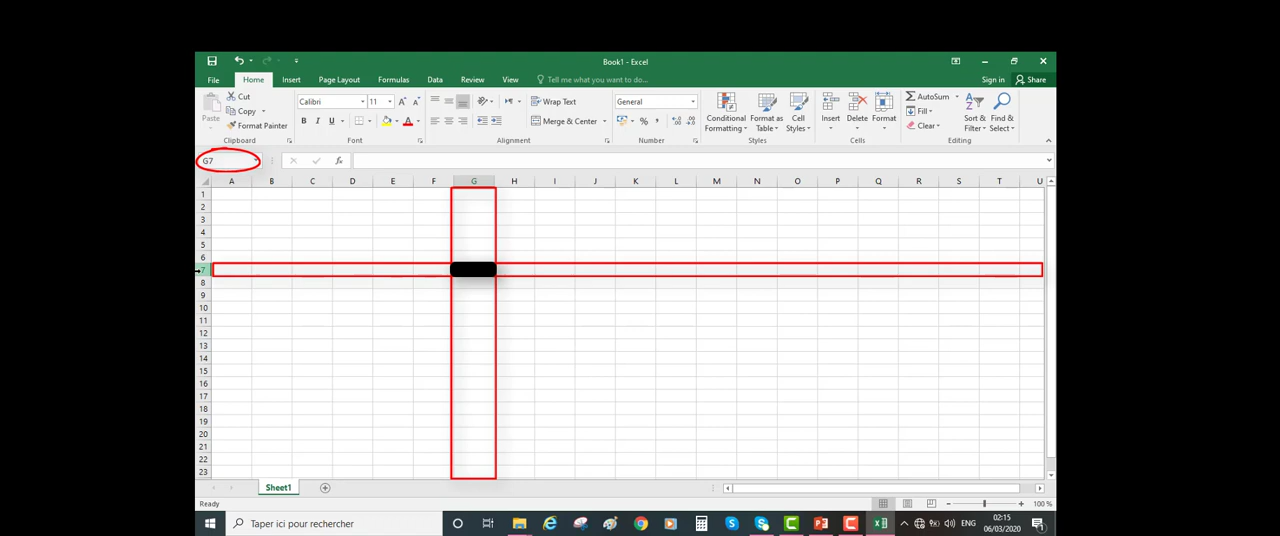 Book1 - Excel
File Home Insert Page Layout Formulas Data Review View Tell me what you want to do... Sign in Share
Cut Calibri 11 Wrap Text General AutoSum
Paste Copy Merge & Center Conditional Formatting Format as Table Cell Styles Insert Delete Format Fill Sort & Filter Find & Select
Format Painter B I U % Clear
Clipboard Font Alignment Number Styles Cells Editing
G7 fx
A B C D E F G H I J K L M N O P Q R S T U
1
2
3
4
5
6
7
8
9
10
11
12
13
14
15
16
17
18
19
20
21
22
23
Sheet1
Ready 100 %
Taper ici pour rechercher ENG 02:15
06/03/2020